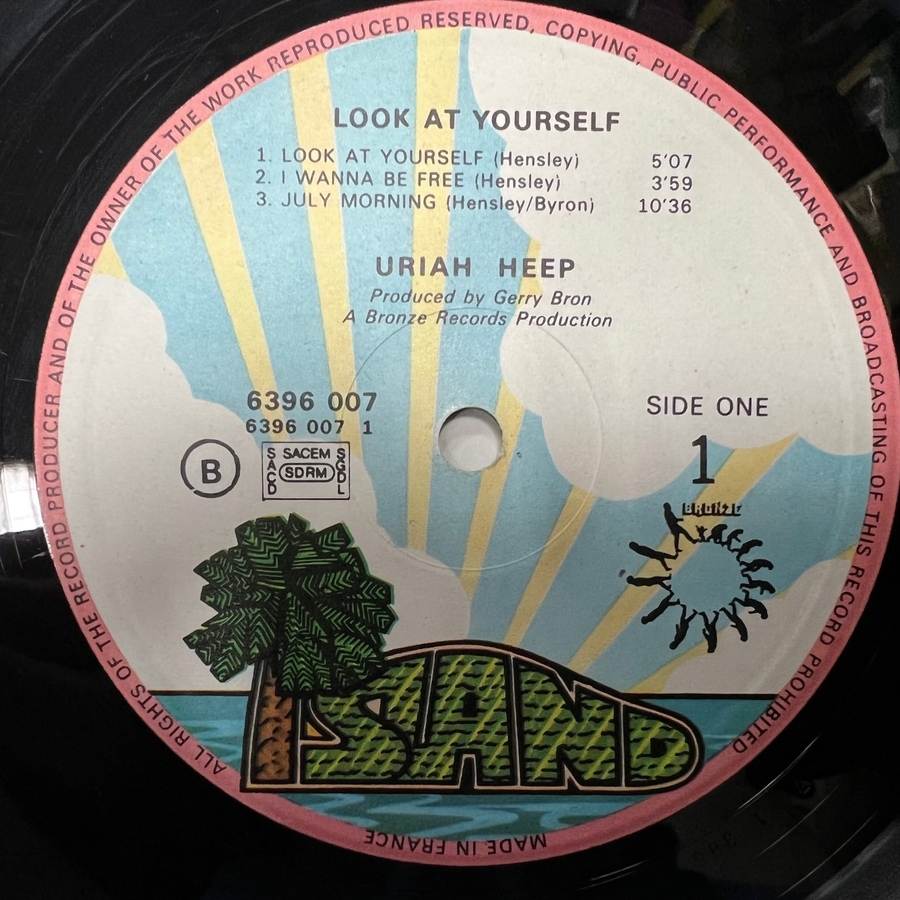 ALL RIGHTS OF THE RECORD PRODUCER AND OF THE OWNER OF THE WORK REPRODUCED RESERVED, COPYING, PUBLIC PERFORMANCE AND BROADCASTING OF THIS RECORD PROHIBITED
LOOK AT YOURSELF
1. LOOK AT YOURSELF (Hensley) 5'07
2. I WANNA BE FREE (Hensley) 3'59
3. JULY MORNING (Hensley/Byron) 10'36
URIAH HEEP
Produced by Gerry Bron
A Bronze Records Production
6396 007
6396 007 1
SIDE ONE
1
B
SACD SACEM SDRM SGDL
BRONZE
ISLAND
MADE IN FRANCE